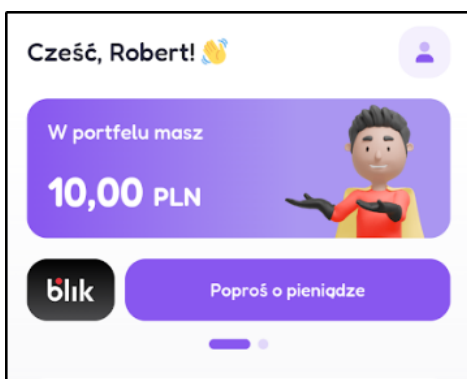 Cześć, Robert! 👋
W portfelu masz
10,00 PLN
blik
Poproś o pieniądze